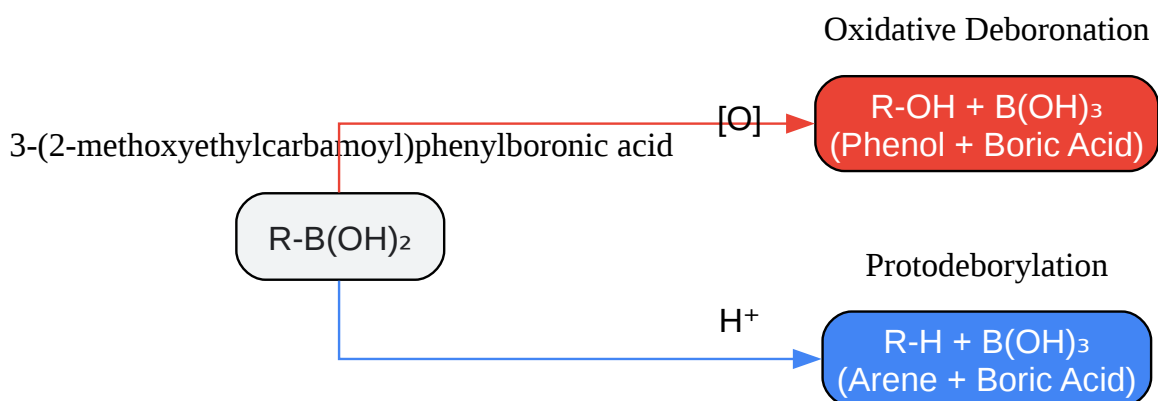 Oxidative Deboronation
[O]
R-OH + B(OH)₃
(Phenol + Boric Acid)
3-(2-methoxyethylcarbamoyl)phenylboronic acid
R-B(OH)₂
Protodeborylation
H⁺
R-H + B(OH)₃
(Arene + Boric Acid)